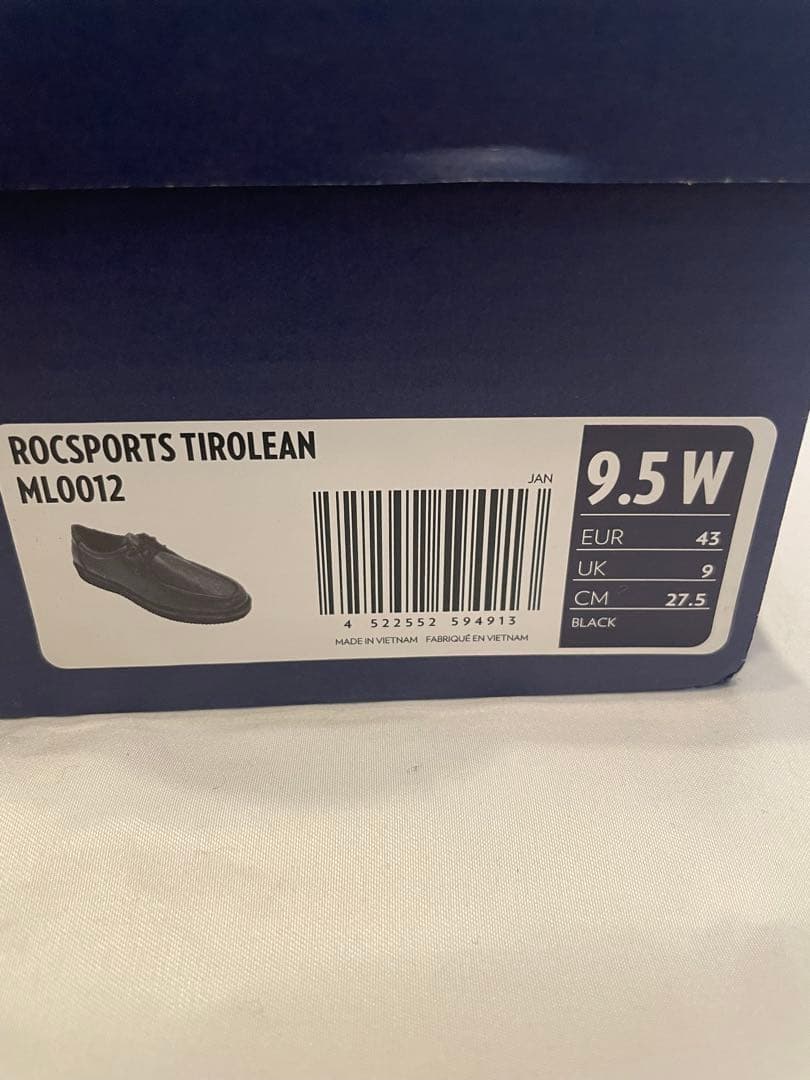 ROCSPORTS TIROLEAN
ML0012
JAN
4 522552 594913
MADE IN VIETNAM FABRIQUÉ EN VIETNAM
9.5 W
EUR 43
UK 9
CM 27.5
BLACK